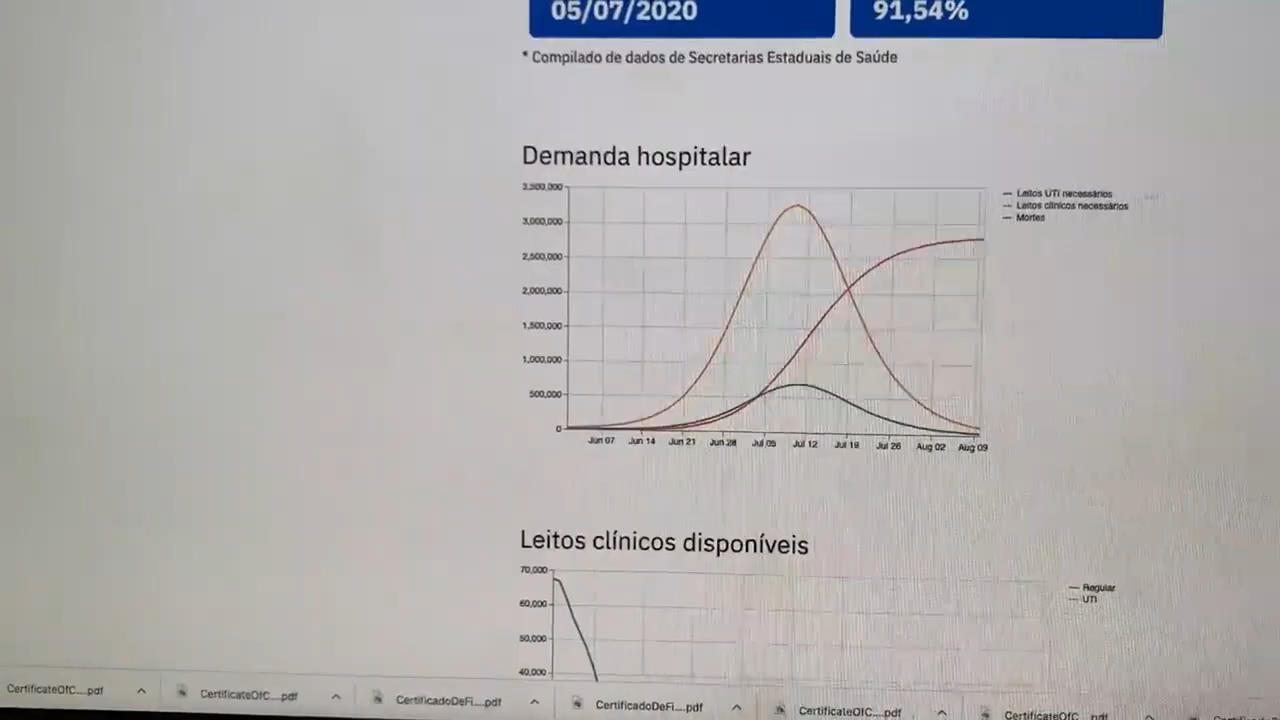 05/07/2020
91,54%
* Compilado de dados de Secretarias Estaduais de Saúde
Demanda hospitalar
3,500,000
3,000,000
2,500,000
2,000,000
1,500,000
1,000,000
500,000
0
Jun 07 Jun 14 Jun 21 Jun 28 Jul 05 Jul 12 Jul 19 Jul 26 Aug 02 Aug 09
Leitos UTI necessários
Leitos clínicos necessários
Mortes
Leitos clínicos disponíveis
70,000
60,000
50,000
40,000
Regular
UTI
CertificateOfC....pdf
CertificateOfC....pdf
CertificadoDeFi....pdf
CertificadoDeFi....pdf
CertificateOfC....pdf
CertificateOfC....pdf